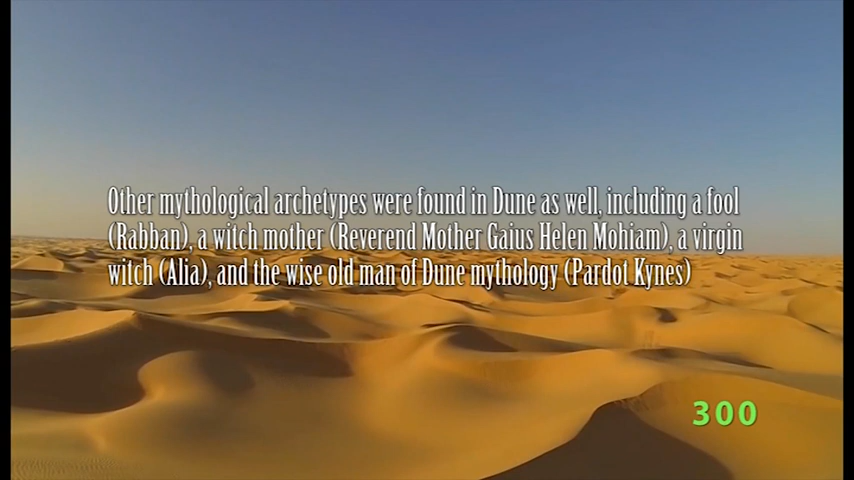 Other mythological archetypes were found in Dune as well, including a fool
(Rabban), a witch mother (Reverend Mother Gaius Helen Mohiam), a virgin
witch (Alia), and the wise old man of Dune mythology (Pardot Kynes)
300